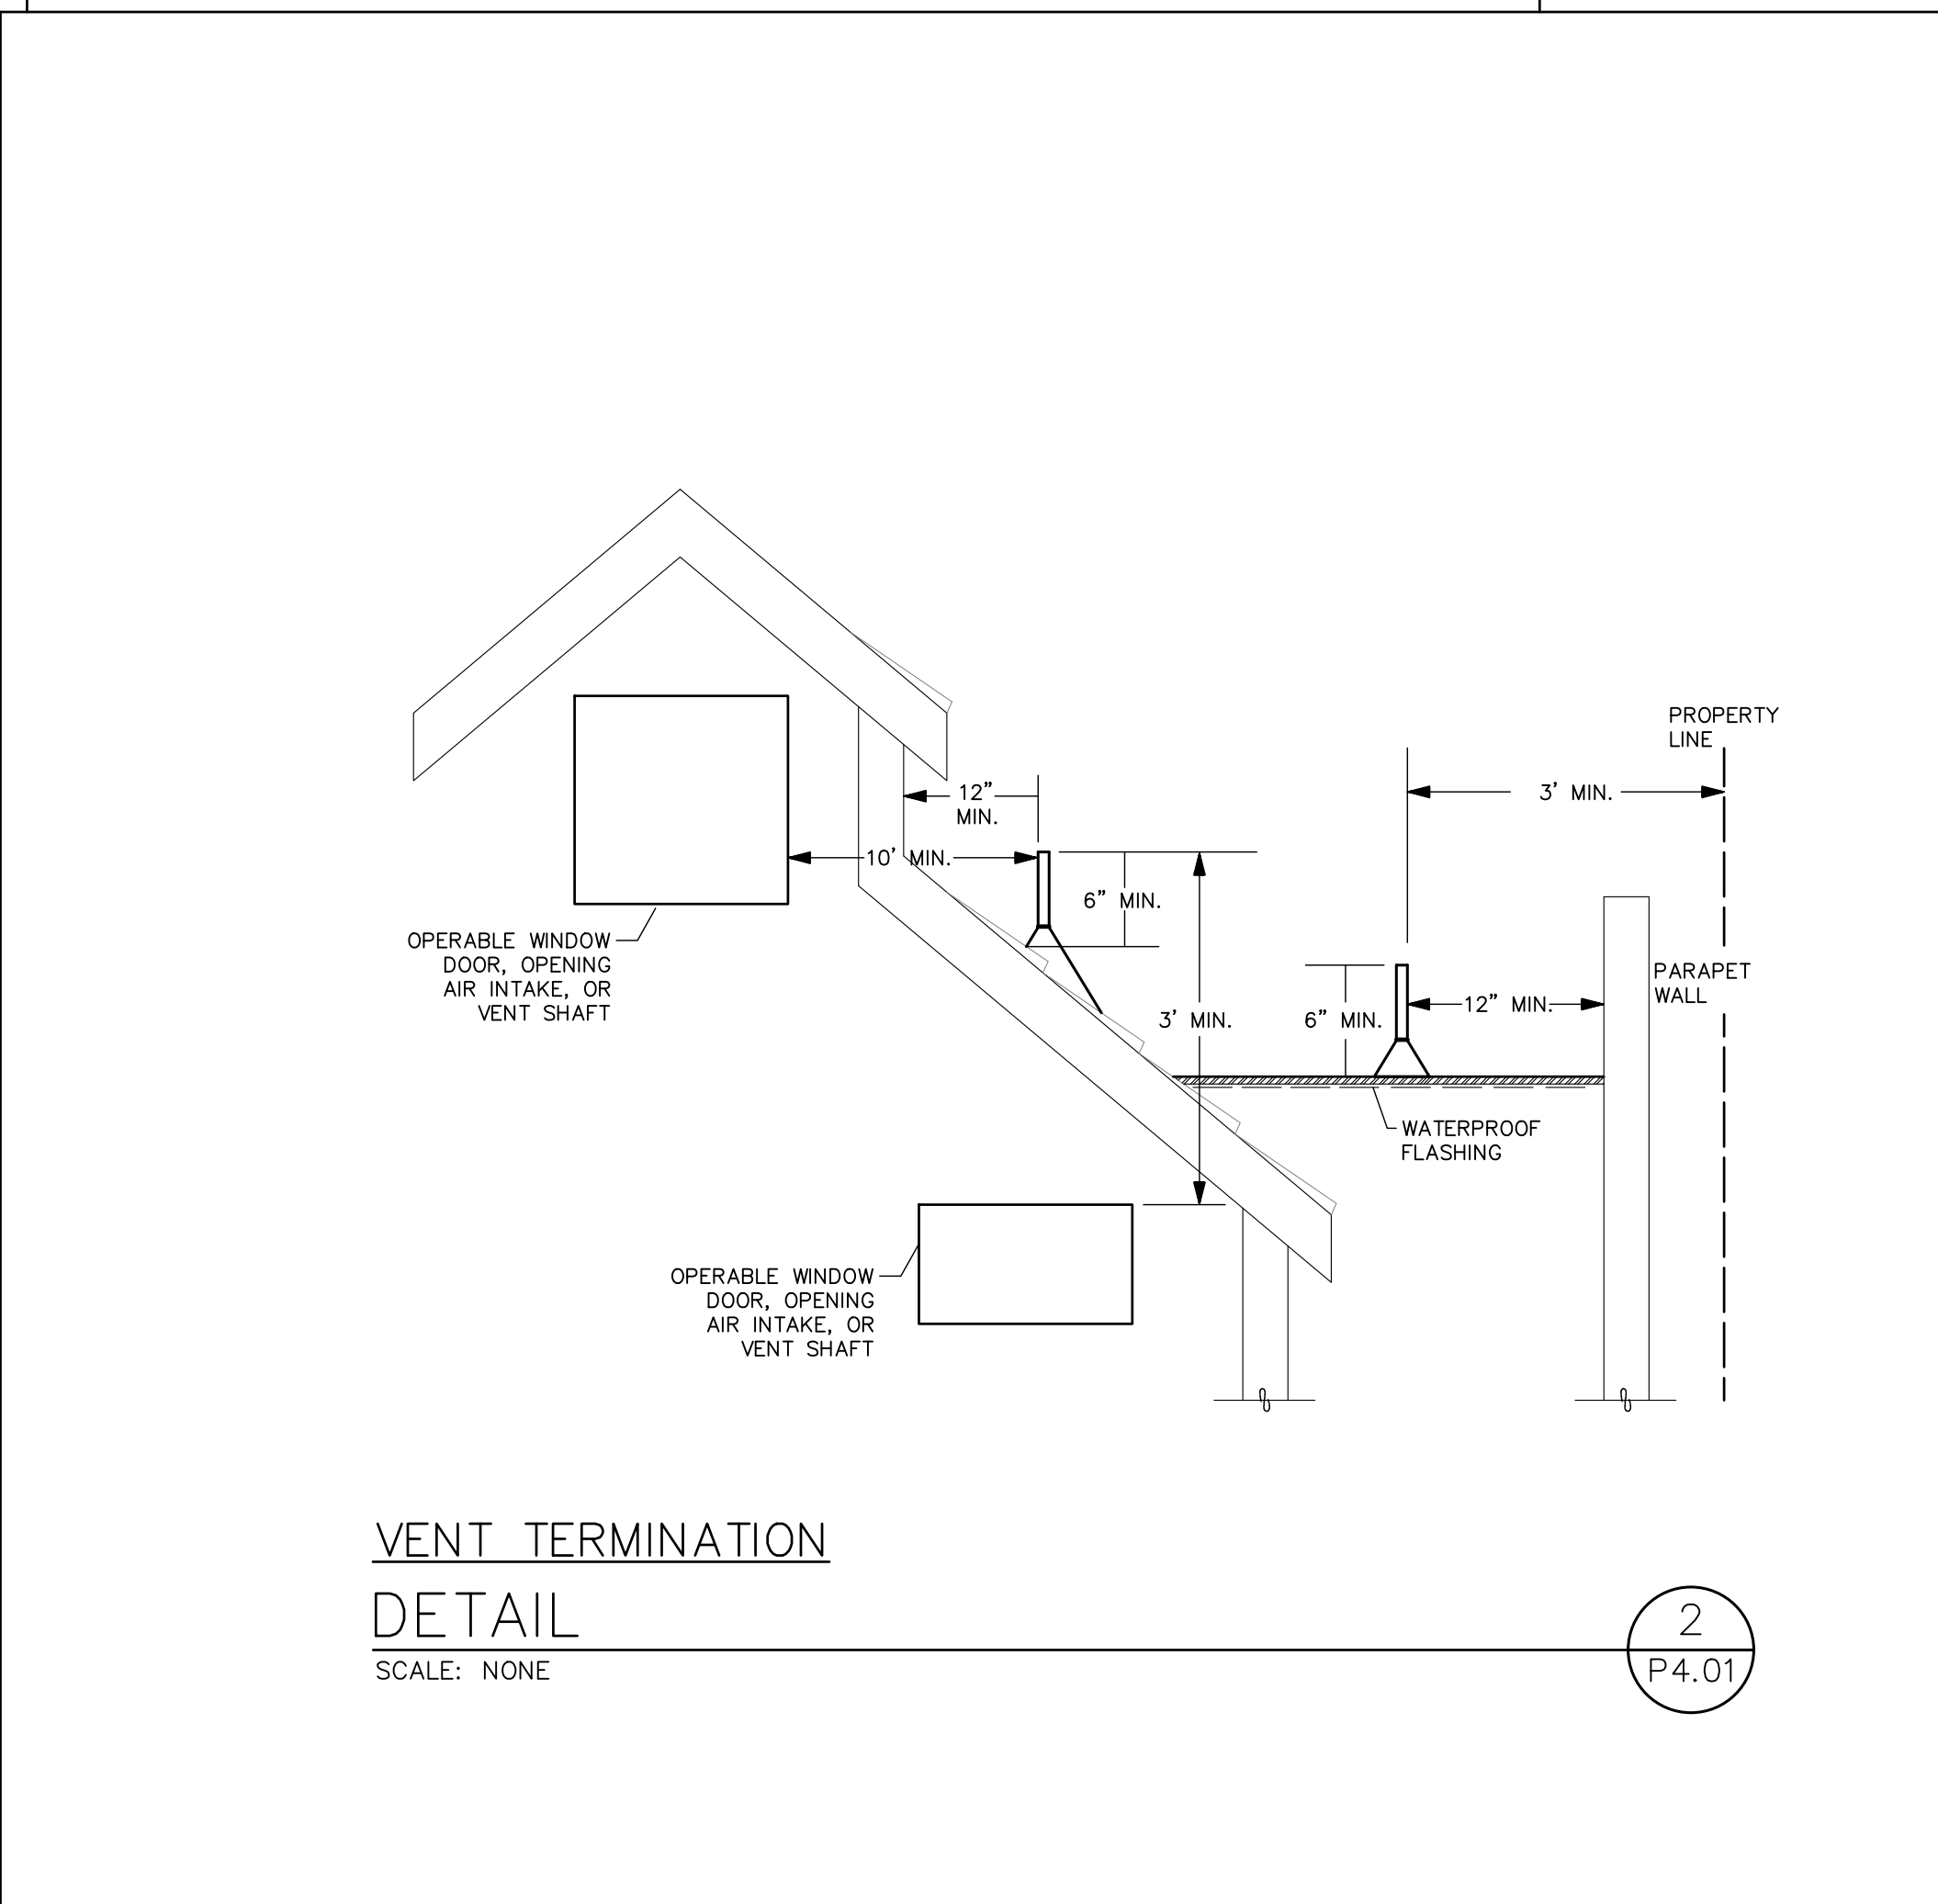 PROPERTY
LINE
12” 
MIN.
3’ MIN.
10’ MIN.
6” MIN.
OPERABLE WINDOW
DOOR, OPENING
AIR INTAKE, OR
VENT SHAFT
PARAPET
WALL
12” MIN.
3’ MIN.
6” MIN.
WATERPROOF
FLASHING
OPERABLE WINDOW
DOOR, OPENING
AIR INTAKE, OR
VENT SHAFT
VENT TERMINATION
DETAIL
SCALE: NONE
2
P4.01